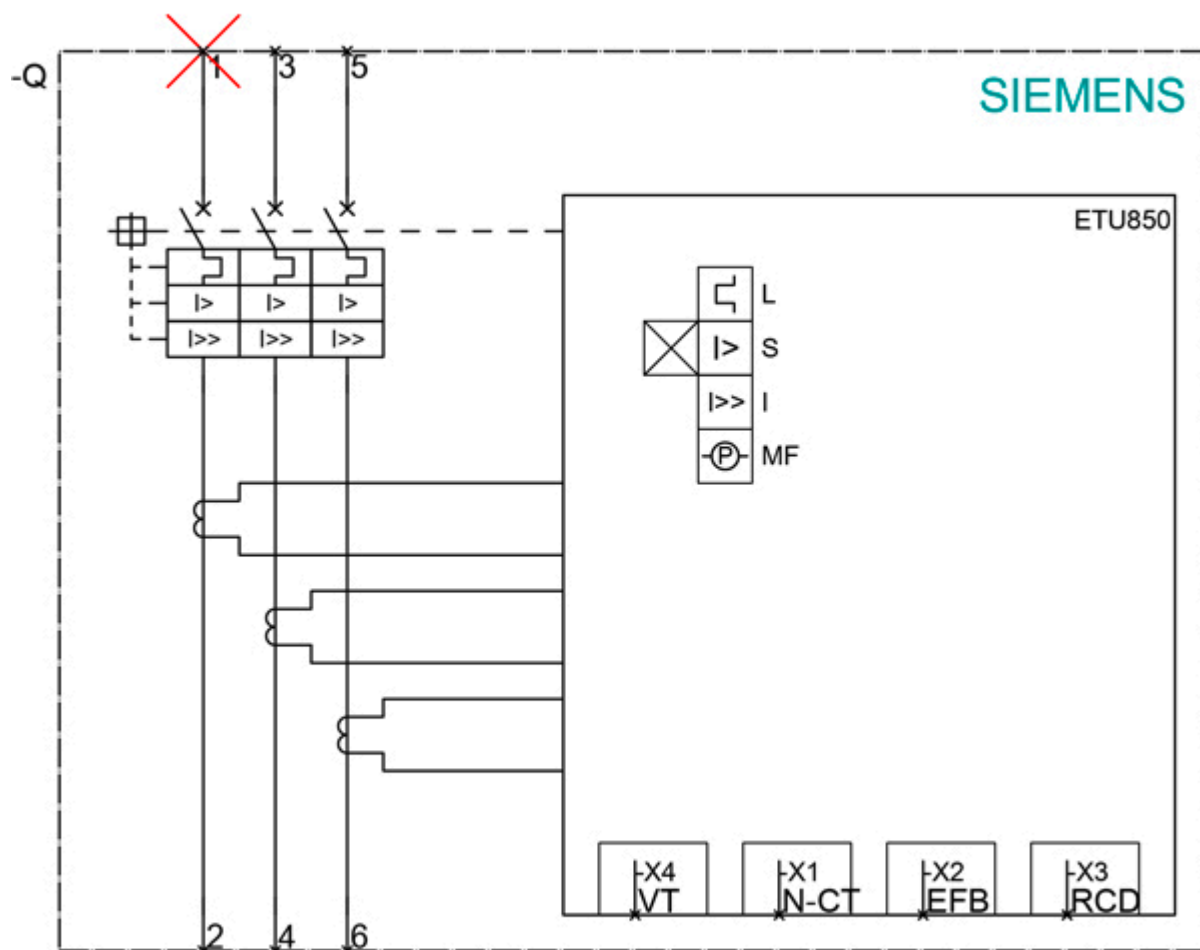 1 3 5
-Q
SIEMENS
ETU850
L
I> I> I> I> S
I>> I>> I>> I>> I
P MF
-X4 -X1 -X2 -X3
VT N-CT EFB RCD
2 4 6